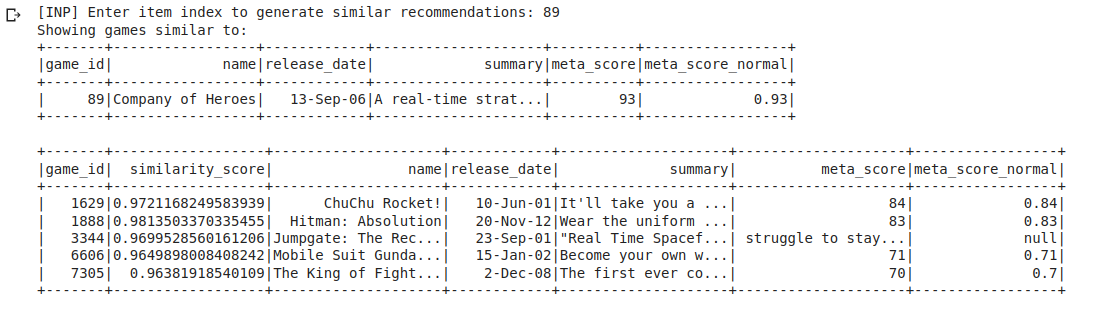 [INP] Enter item index to generate similar recommendations: 89
Showing games similar to:
+-------+-----------------+------------+--------------------+----------+-----------------+
|game_id|             name|release_date|             summary|meta_score|meta_score_normal|
+-------+-----------------+------------+--------------------+----------+-----------------+
|     89|Company of Heroes|   13-Sep-06|A real-time strat...|        93|             0.93|
+-------+-----------------+------------+--------------------+----------+-----------------+
+-------+------------------+--------------------+------------+--------------------+--------------------+-----------------+
|game_id|  similarity_score|                name|release_date|             summary|          meta_score|meta_score_normal|
+-------+------------------+--------------------+------------+--------------------+--------------------+-----------------+
|   1629|0.9721168249583939|       ChuChu Rocket!|   10-Jun-01|It'll take you a ...|                  84|             0.84|
|   1888|0.9813503370335455|  Hitman: Absolution|   20-Nov-12|Wear the uniform ...|                  83|             0.83|
|   3344|0.9699528560161206|Jumpgate: The Rec...|   23-Sep-01|"Real Time Spacef...| struggle to stay...|             null|
|   6606|0.9649898008408242|Mobile Suit Gunda...|   15-Jan-02|Become your own w...|                  71|             0.71|
|   7305|  0.96381918540109|The King of Fight...|    2-Dec-08|The first ever co...|                  70|              0.7|
+-------+------------------+--------------------+------------+--------------------+--------------------+-----------------+